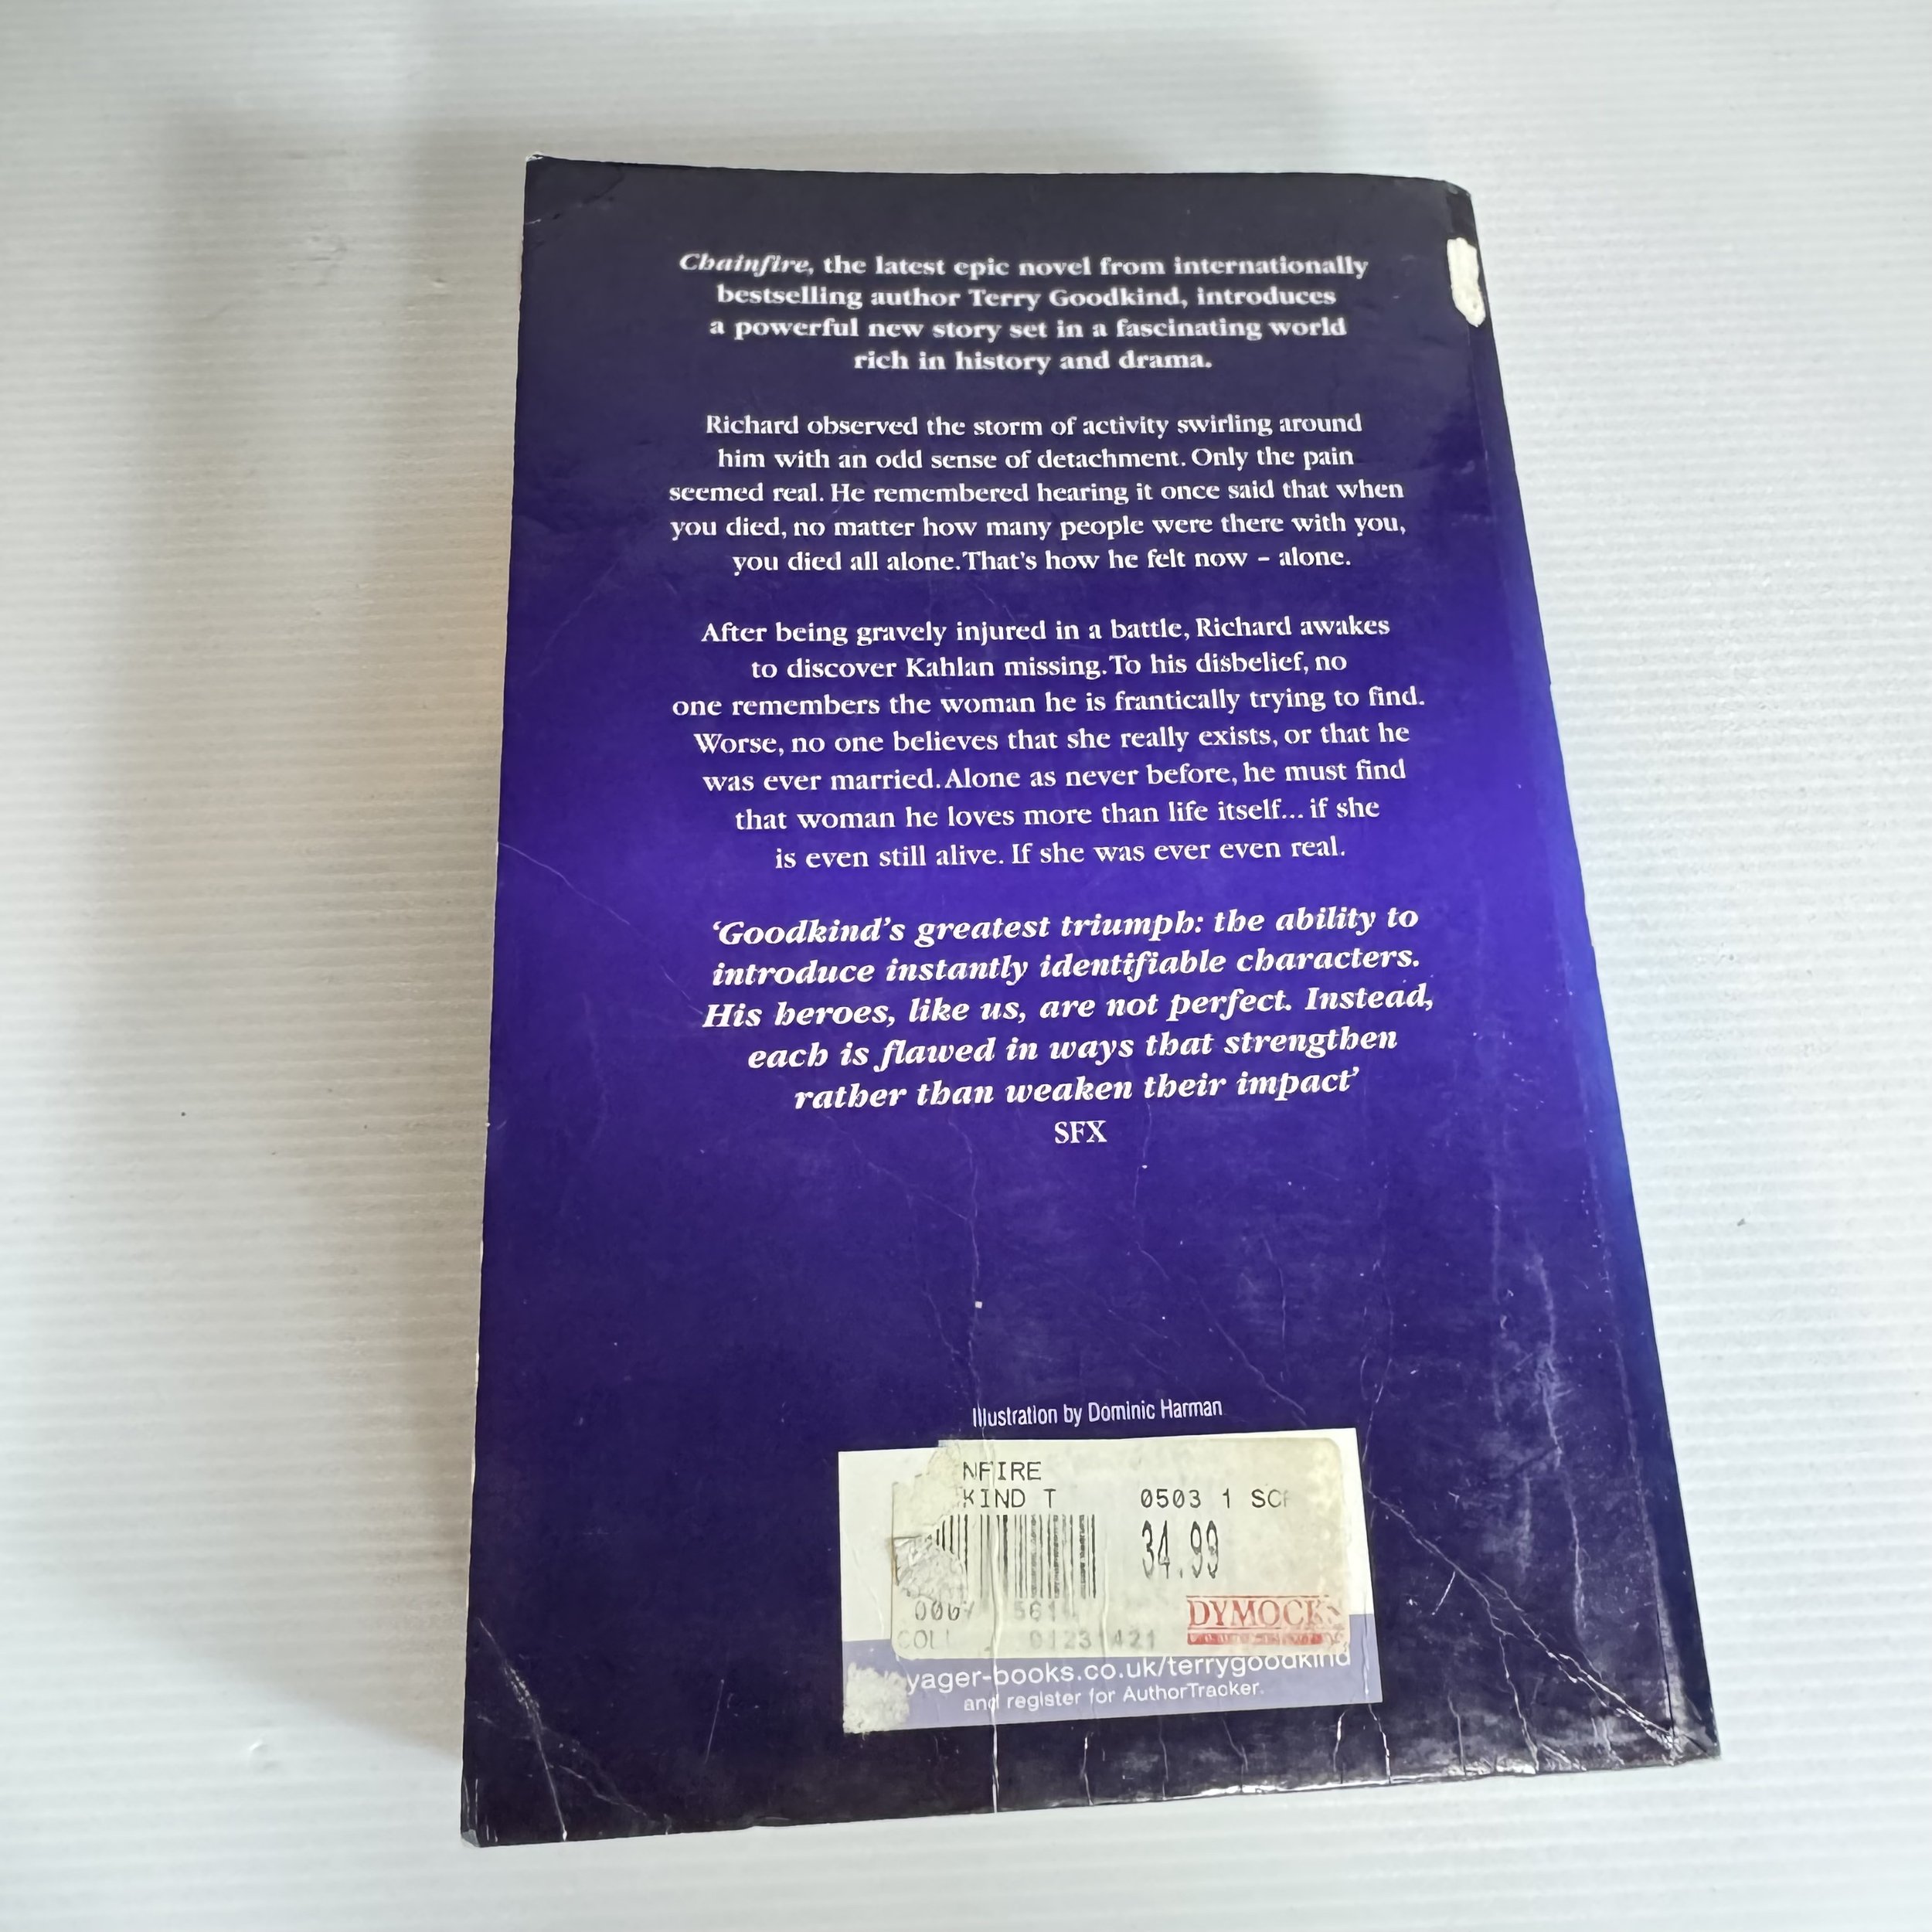 Chainfire, the latest epic novel from internationally
bestselling author Terry Goodkind, introduces
a powerful new story set in a fascinating world
rich in history and drama.
Richard observed the storm of activity swirling around
him with an odd sense of detachment. Only the pain
seemed real. He remembered hearing it once said that when
you died, no matter how many people were there with you,
you died all alone. That's how he felt now – alone.
After being gravely injured in a battle, Richard awakes
to discover Kahlan missing. To his disbelief, no
one remembers the woman he is frantically trying to find.
Worse, no one believes that she really exists, or that he
was ever married. Alone as never before, he must find
that woman he loves more than life itself... if she
is even still alive. If she was ever even real.
‘Goodkind’s greatest triumph: the ability to
introduce instantly identifiable characters.
His heroes, like us, are not perfect. Instead,
each is flawed in ways that strengthen
rather than weaken their impact’
SFX
Illustration by Dominic Harman
NFIRE
KIND T 0503 1
34.99
DYMOCKS
yager-books.co.uk/terrygoodkind
and register for AuthorTracker.